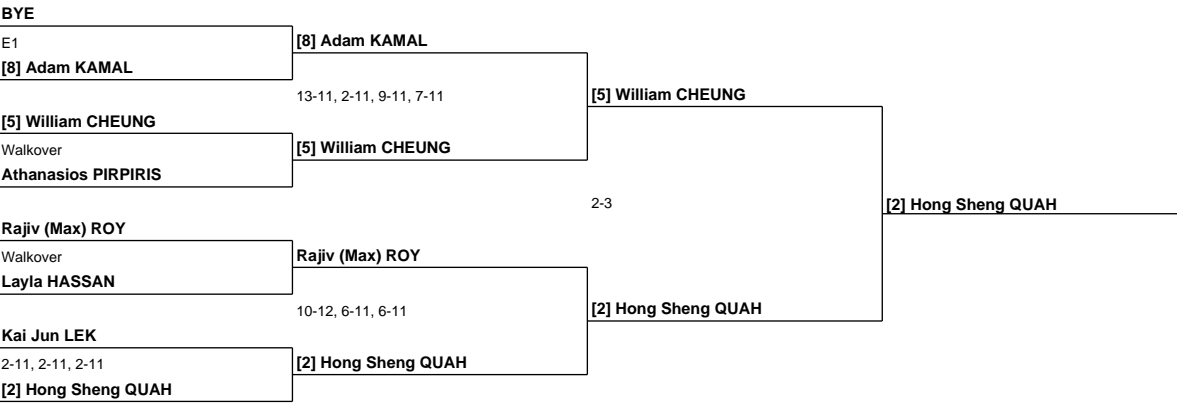 BYE
E1
[8] Adam KAMAL
[8] Adam KAMAL
13-11, 2-11, 9-11, 7-11
[5] William CHEUNG
[5] William CHEUNG
Walkover
[5] William CHEUNG
Athanasios PIRPIRIS
2-3
[2] Hong Sheng QUAH
Rajiv (Max) ROY
Walkover
Rajiv (Max) ROY
Layla HASSAN
10-12, 6-11, 6-11
[2] Hong Sheng QUAH
Kai Jun LEK
2-11, 2-11, 2-11
[2] Hong Sheng QUAH
[2] Hong Sheng QUAH